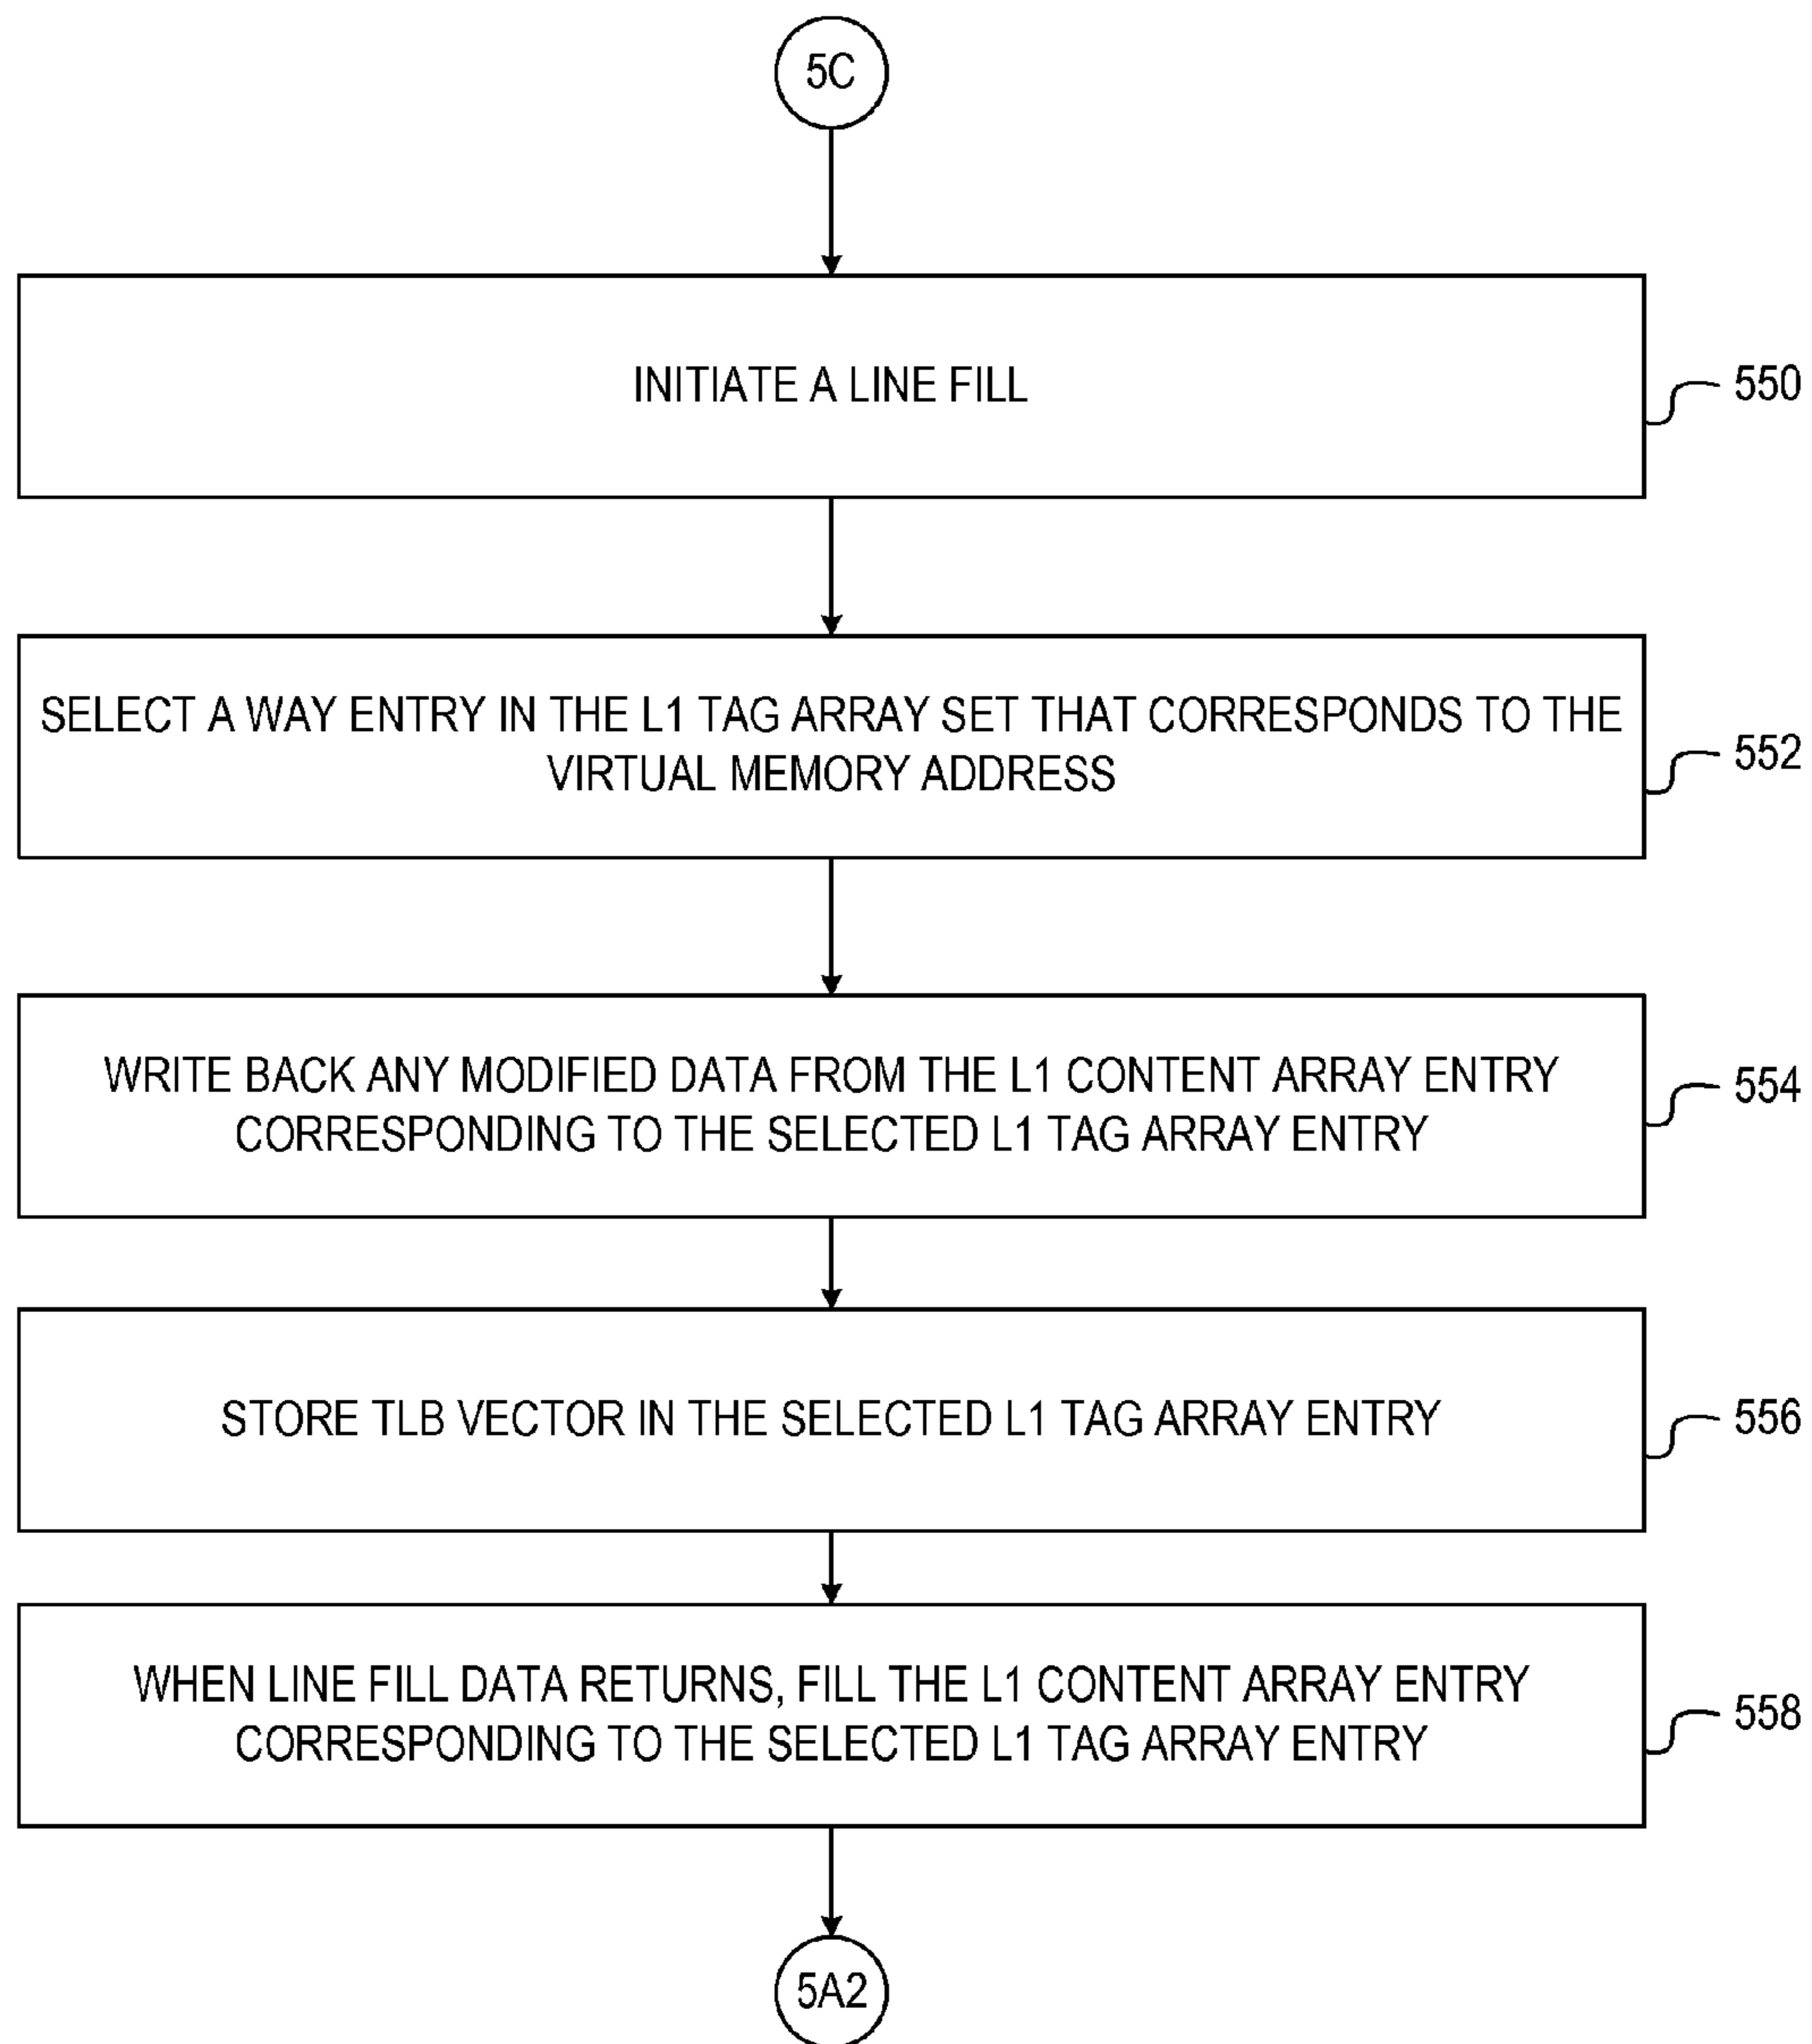 5C
INITIATE A LINE FILL
550
SELECT A WAY ENTRY IN THE L1 TAG ARRAY SET THAT CORRESPONDS TO THE
VIRTUAL MEMORY ADDRESS
552
WRITE BACK ANY MODIFIED DATA FROM THE L1 CONTENT ARRAY ENTRY
CORRESPONDING TO THE SELECTED L1 TAG ARRAY ENTRY
554
STORE TLB VECTOR IN THE SELECTED L1 TAG ARRAY ENTRY
556
WHEN LINE FILL DATA RETURNS, FILL THE L1 CONTENT ARRAY ENTRY
CORRESPONDING TO THE SELECTED L1 TAG ARRAY ENTRY
558
5A2